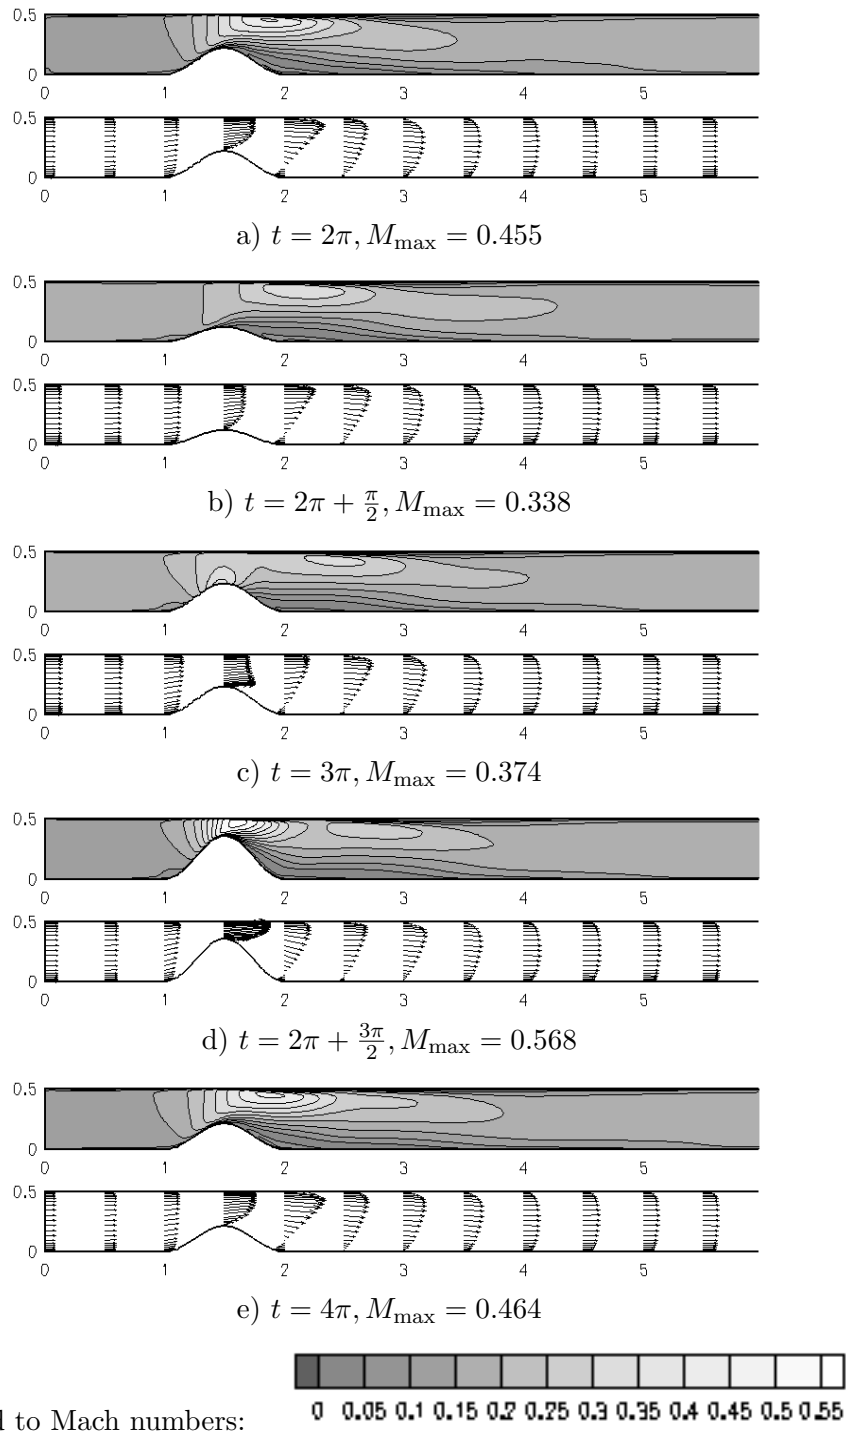 0.5
0
0 1 2 3 4 5
0.5
0
0 1 2 3 4 5
a) t = 2π, M_max = 0.455
0.5
0
0 1 2 3 4 5
0.5
0
0 1 2 3 4 5
b) t = 2π + π/2, M_max = 0.338
0.5
0
0 1 2 3 4 5
0.5
0
0 1 2 3 4 5
c) t = 3π, M_max = 0.374
0.5
0
0 1 2 3 4 5
0.5
0
0 1 2 3 4 5
d) t = 2π + 3π/2, M_max = 0.568
0.5
0
0 1 2 3 4 5
0.5
0
0 1 2 3 4 5
e) t = 4π, M_max = 0.464
0 0.05 0.1 0.15 0.2 0.25 0.3 0.35 0.4 0.45 0.5 0.55
to Mach numbers: